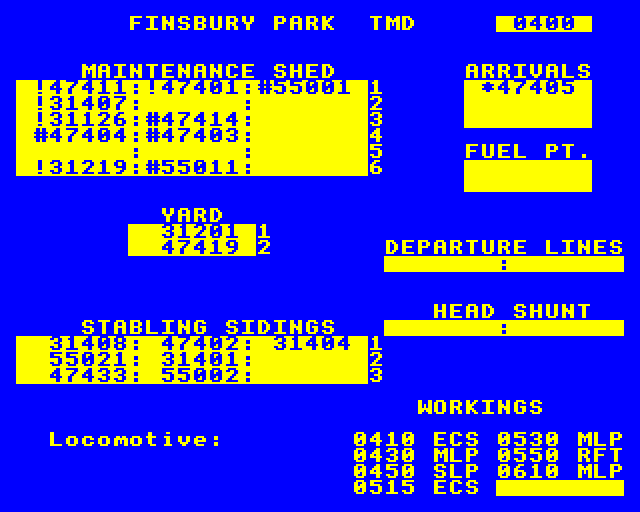 FINSBURY PARK TMD 0400
MAINTENANCE SHED ARRIVALS
!47411:!47401:#55001 1 *47405
!31407: : 2
!31126:#47414: 3
#47404:#47403: 4
FUEL PT.
: : 5
!31219:#55011: 6
YARD
31201 1
47419 2
DEPARTURE LINES
:
HEAD SHUNT
STABLING SIDINGS :
31408: 47402: 31404 1
55021: 31401: 2
47433: 55002: 3
WORKINGS
Locomotive: 0410 ECS 0530 MLP
0430 MLP 0550 RFT
0450 SLP 0610 MLP
0515 ECS